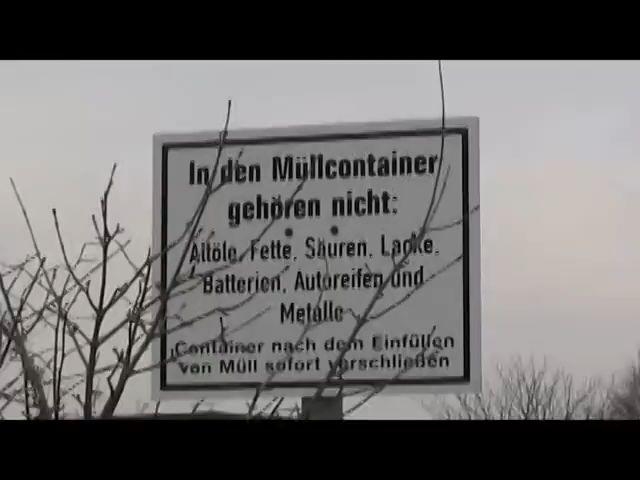 In den Müllcontainer
gehören nicht:
Altöle, Fette, Säuren, Lacke,
Batterien, Autoreifen und
Metalle
Container nach dem Einfüllen
von Müll sofort verschließen